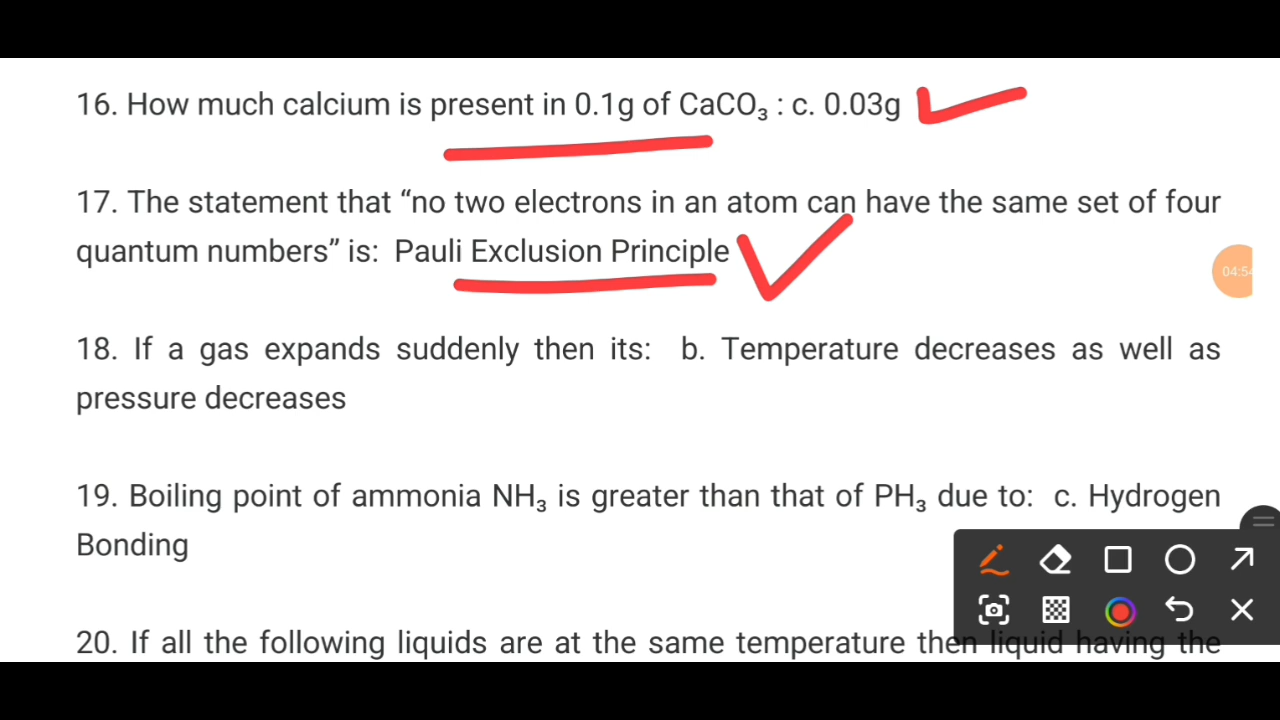 16. How much calcium is present in 0.1g of CaCO₃ : c. 0.03g
17. The statement that “no two electrons in an atom can have the same set of four
quantum numbers” is: Pauli Exclusion Principle
04:54
18. If a gas expands suddenly then its: b. Temperature decreases as well as
pressure decreases
19. Boiling point of ammonia NH₃ is greater than that of PH₃ due to: c. Hydrogen
Bonding
20. If all the following liquids are at the same temperature then liquid having the